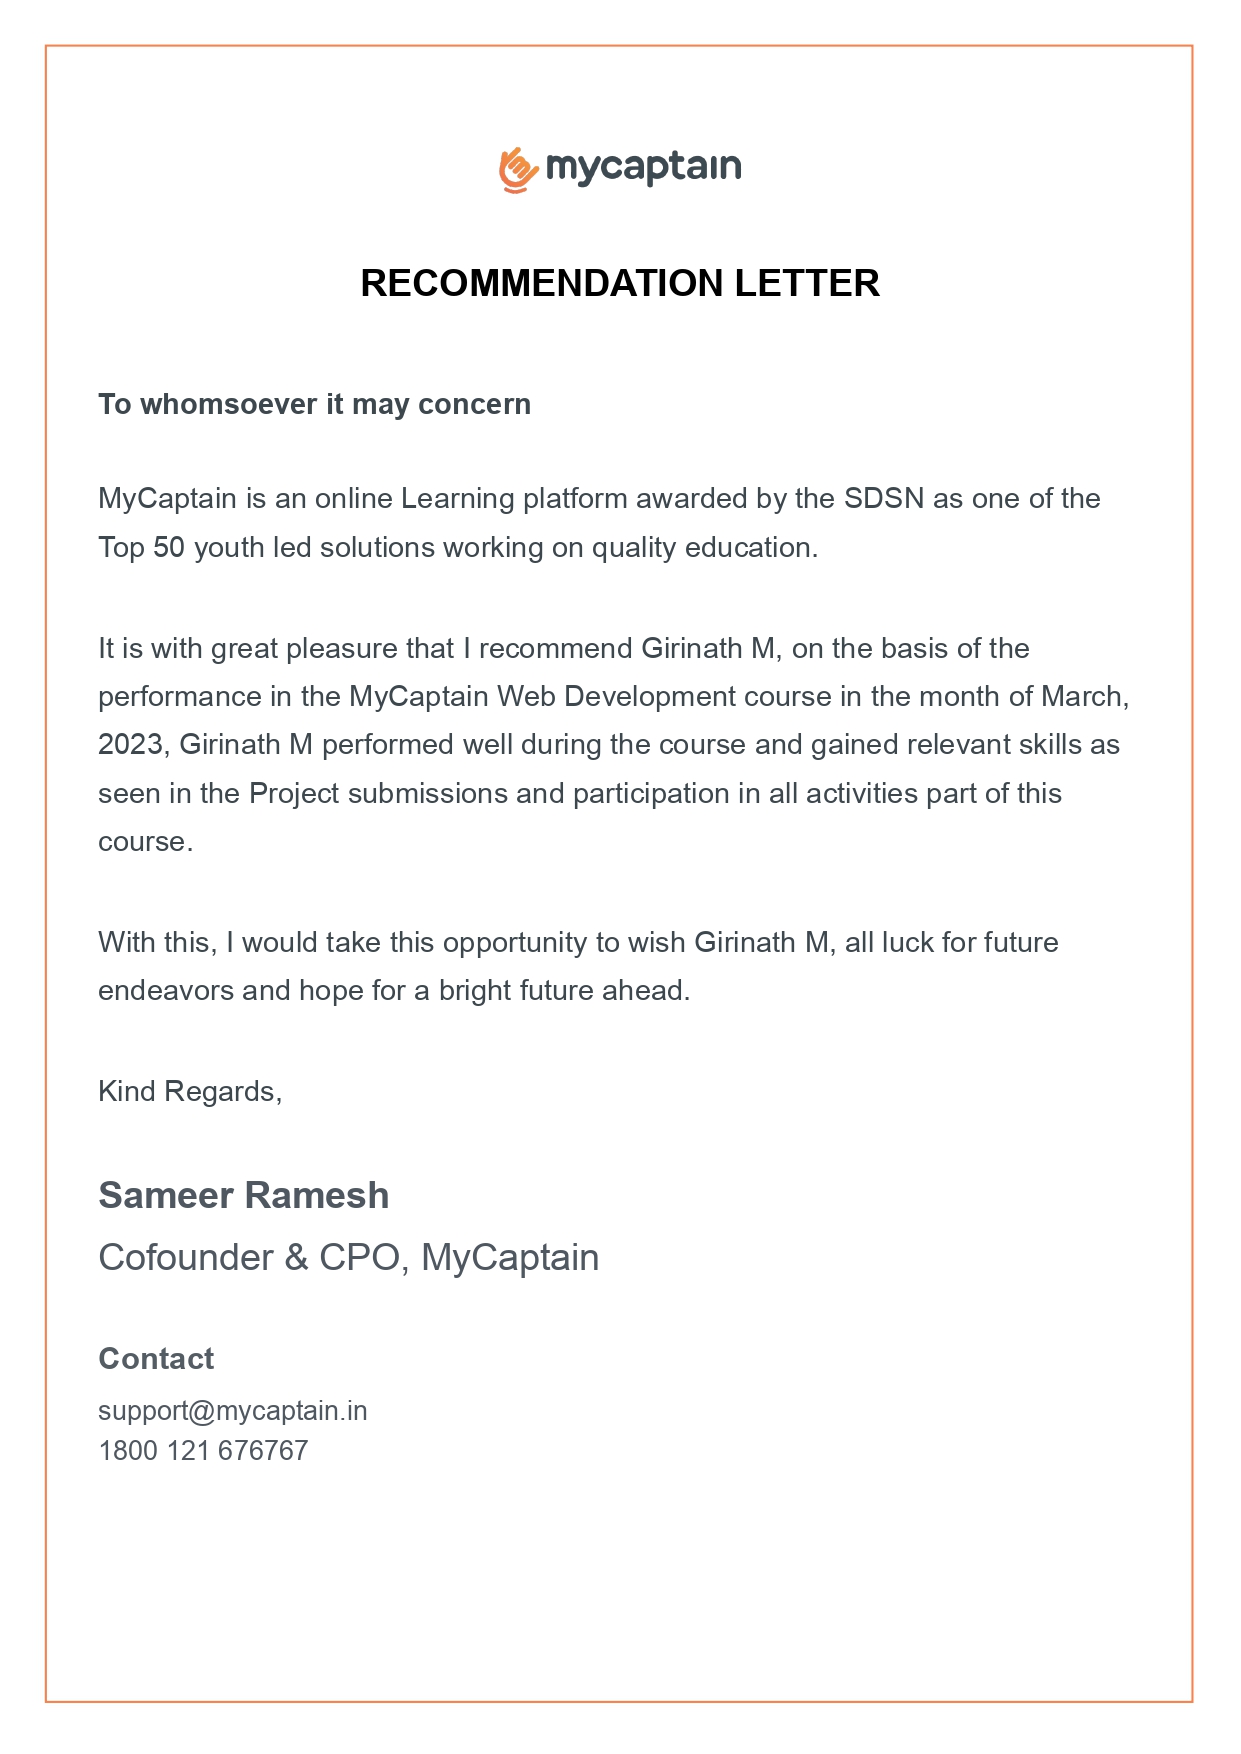 mycaptain
RECOMMENDATION LETTER
To whomsoever it may concern
MyCaptain is an online Learning platform awarded by the SDSN as one of the
Top 50 youth led solutions working on quality education.
It is with great pleasure that I recommend Girinath M, on the basis of the
performance in the MyCaptain Web Development course in the month of March,
2023, Girinath M performed well during the course and gained relevant skills as
seen in the Project submissions and participation in all activities part of this
course.
With this, I would take this opportunity to wish Girinath M, all luck for future
endeavors and hope for a bright future ahead.
Kind Regards,
Sameer Ramesh
Cofounder & CPO, MyCaptain
Contact
support@mycaptain.in
1800 121 676767